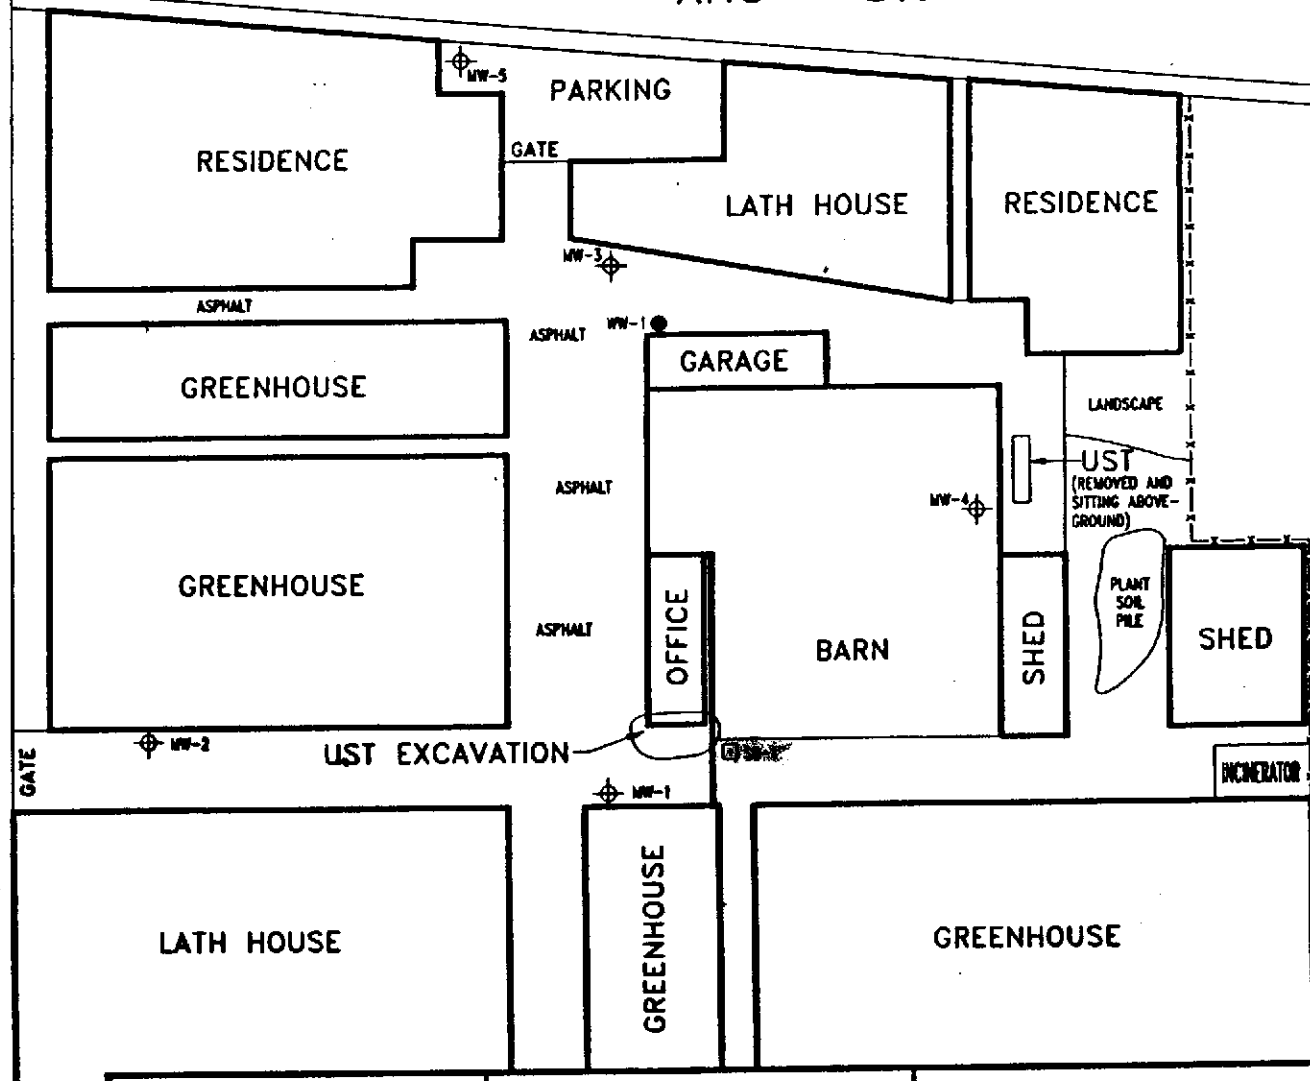 MW-5
PARKING
GATE
RESIDENCE
LATH HOUSE
RESIDENCE
MW-3
ASPHALT
WW-1
ASPHALT
GARAGE
GREENHOUSE
LANDSCAPE
UST
(REMOVED AND
SITTING ABOVE-
GROUND)
ASPHALT
MW-4
GREENHOUSE
PLANT
SOIL
PILE
OFFICE
ASPHALT
BARN
SHED
SHED
MW-2
UST EXCAVATION
GATE
INCINERATOR
MW-1
LATH HOUSE
GREENHOUSE
GREENHOUSE